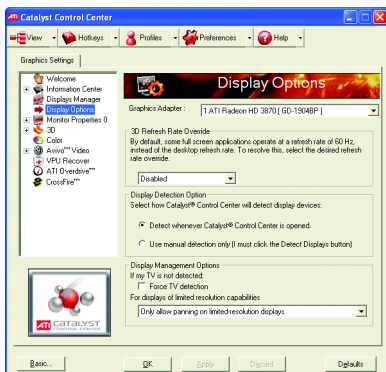 ATI Catalyst Control Center
View
Hotkeys
Profiles
Preferences
Help
Graphics Settings
Welcome
Information Center
Displays Manager
Display Options
Monitor Properties 0
3D
Color
Avivo™ Video
VPU Recover
ATI Overdrive™
CrossFire™
ATI CATALYST
CONTROL CENTER
Display Options
Graphics Adapter :
1.ATI Radeon HD 3870 [ GD-1904BP ]
3D Refresh Rate Override
By default, some full screen applications operate at a refresh rate of 60 Hz,
instead of the desktop refresh rate. To resolve this, select the desired refresh
rate override.
Disabled
Display Detection Option
Select how Catalyst® Control Center will detect display devices:
Detect whenever Catalyst® Control Center is opened.
Use manual detection only (I must click the Detect Displays button)
Display Management Options
If my TV is not detected:
Force TV detection
For displays of limited resolution capabilities
Only allow panning on limited-resolution displays
Basic...
OK
Apply
Discard
Defaults